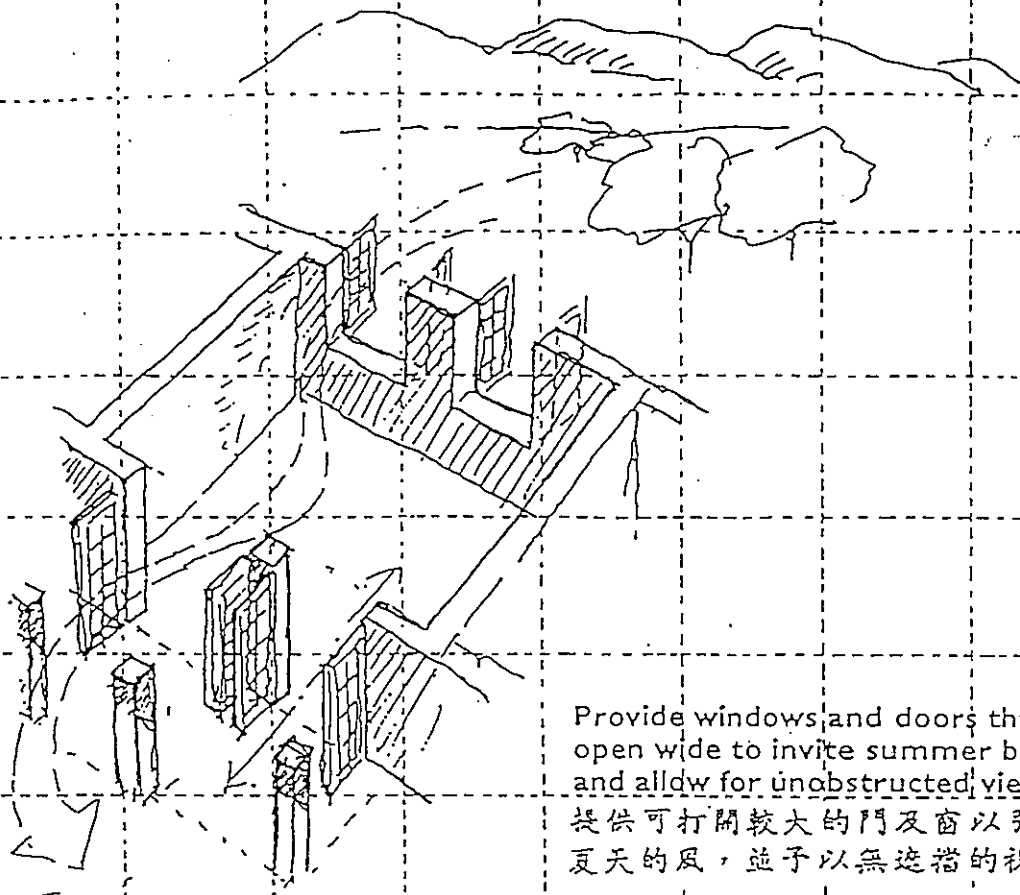 Provide windows and doors th
open wide to invite summer b
and allow for unobstructed vie
提供可打開較大的門及窗以
夏天的風，並予以無遮擋的